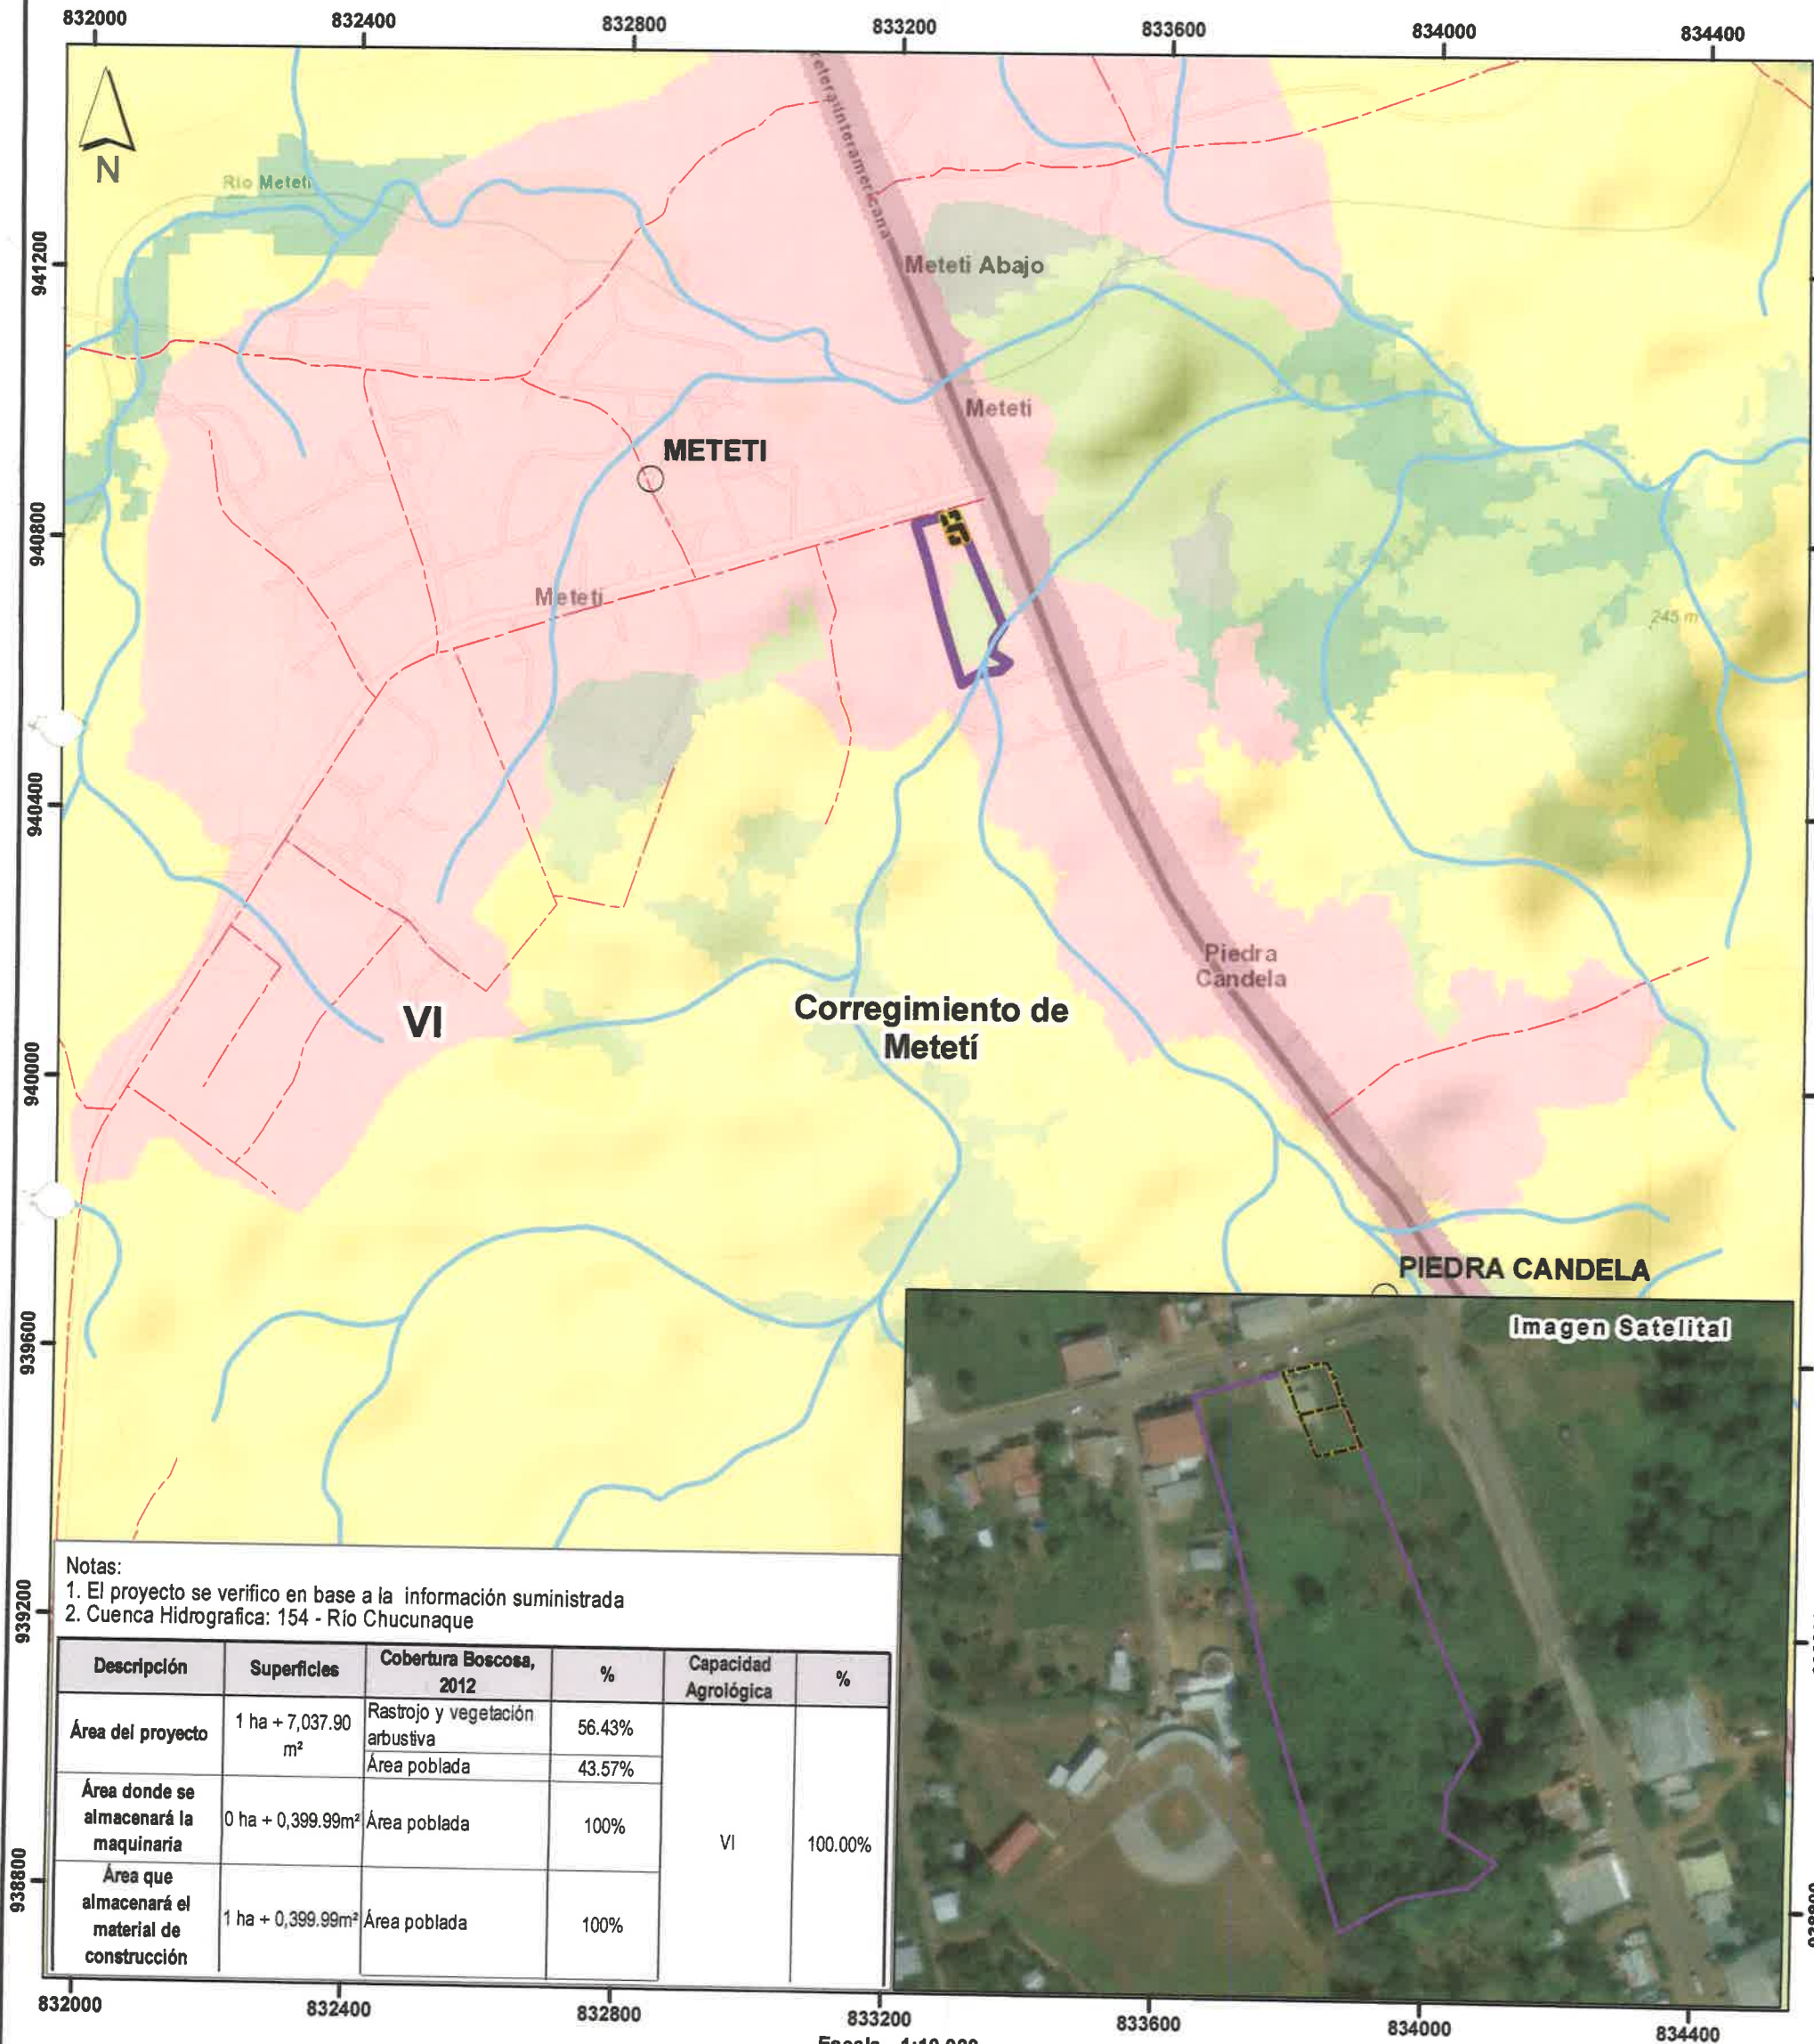 832000 832400 832800 833200 833600 834000 834400
N
Rio Meteti
Interamericana
941200
Meteti Abajo
Meteti
METETI
940800
Meteti
245 m
940400
Piedra
Candela
VI
Corregimiento de
Metetí
940000
PIEDRA CANDELA
939600
Imagen Satelital
Notas:
1. El proyecto se verifico en base a la información suministrada
2. Cuenca Hidrografica: 154 - Río Chucunaque
939200
Descripción Superficies Cobertura Boscosa, 2012 % Capacidad Agrológica %
Área del proyecto 1 ha + 7,037.90 m² Rastrojo y vegetación arbustiva 56.43%
Área poblada 43.57%
Área donde se almacenará la maquinaria 0 ha + 0,399.99m² Área poblada 100%
VI 100.00%
Área que almacenará el material de construcción 1 ha + 0,399.99m² Área poblada 100%
938800
832000 832400 832800 833200 833600 834000 834400